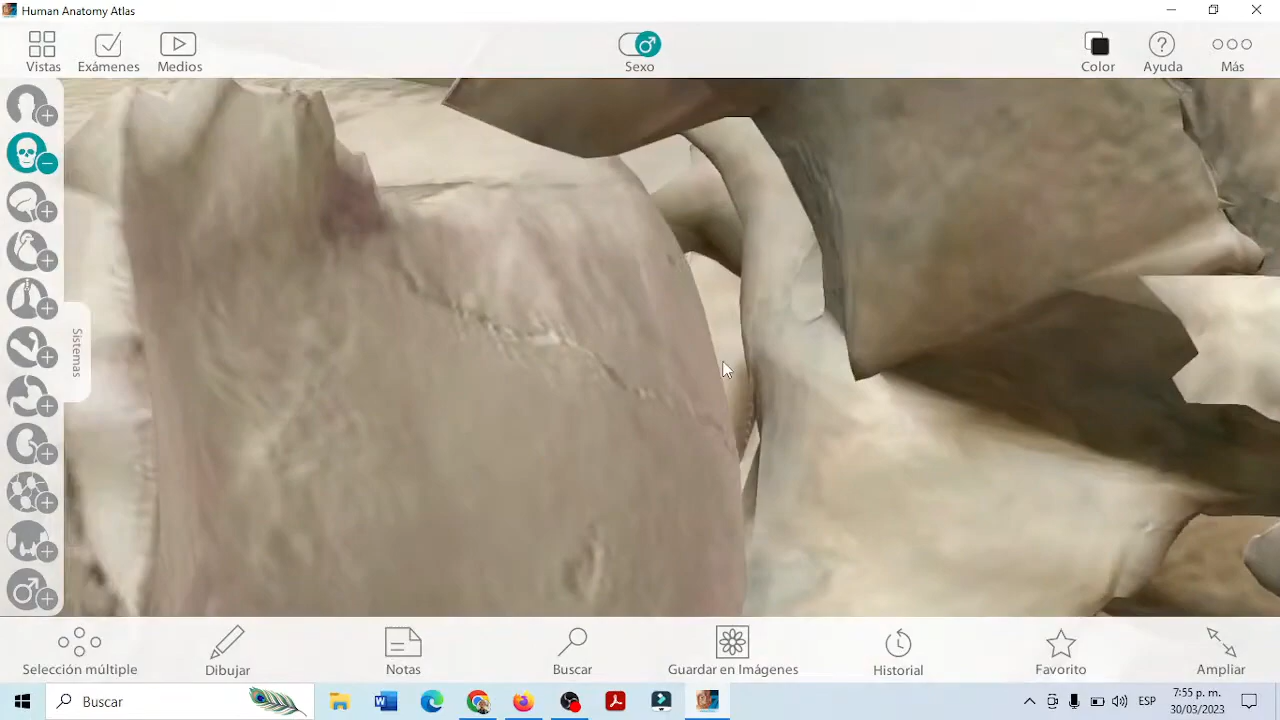 Human Anatomy Atlas
Vistas
Exámenes
Medios
Sexo
Color
Ayuda
Más
Sistemas
Selección múltiple
Dibujar
Notas
Buscar
Guardar en Imágenes
Historial
Favorito
Ampliar
Buscar
ESP
7:55 p. m.
30/03/2023